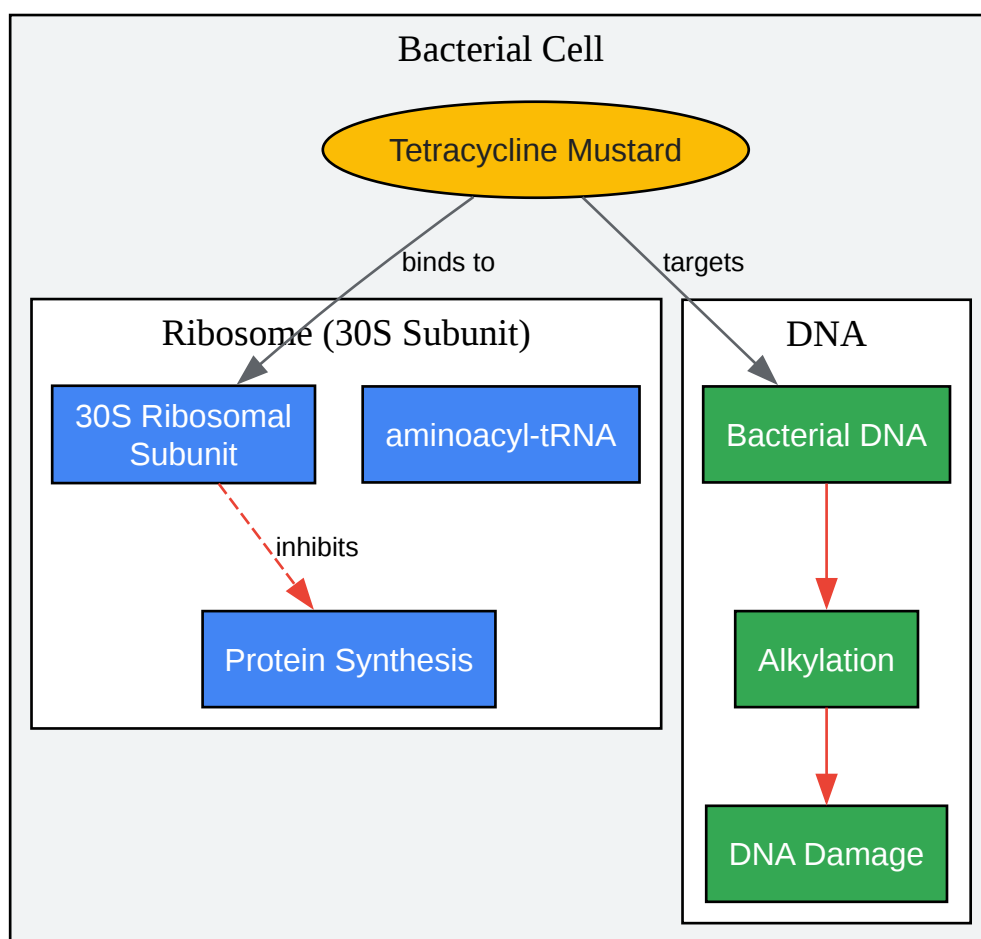 Bacterial Cell
Tetracycline Mustard
binds to
targets
Ribosome (30S Subunit)
DNA
30S Ribosomal
Subunit
aminoacyl-tRNA
Bacterial DNA
inhibits
Protein Synthesis
Alkylation
DNA Damage